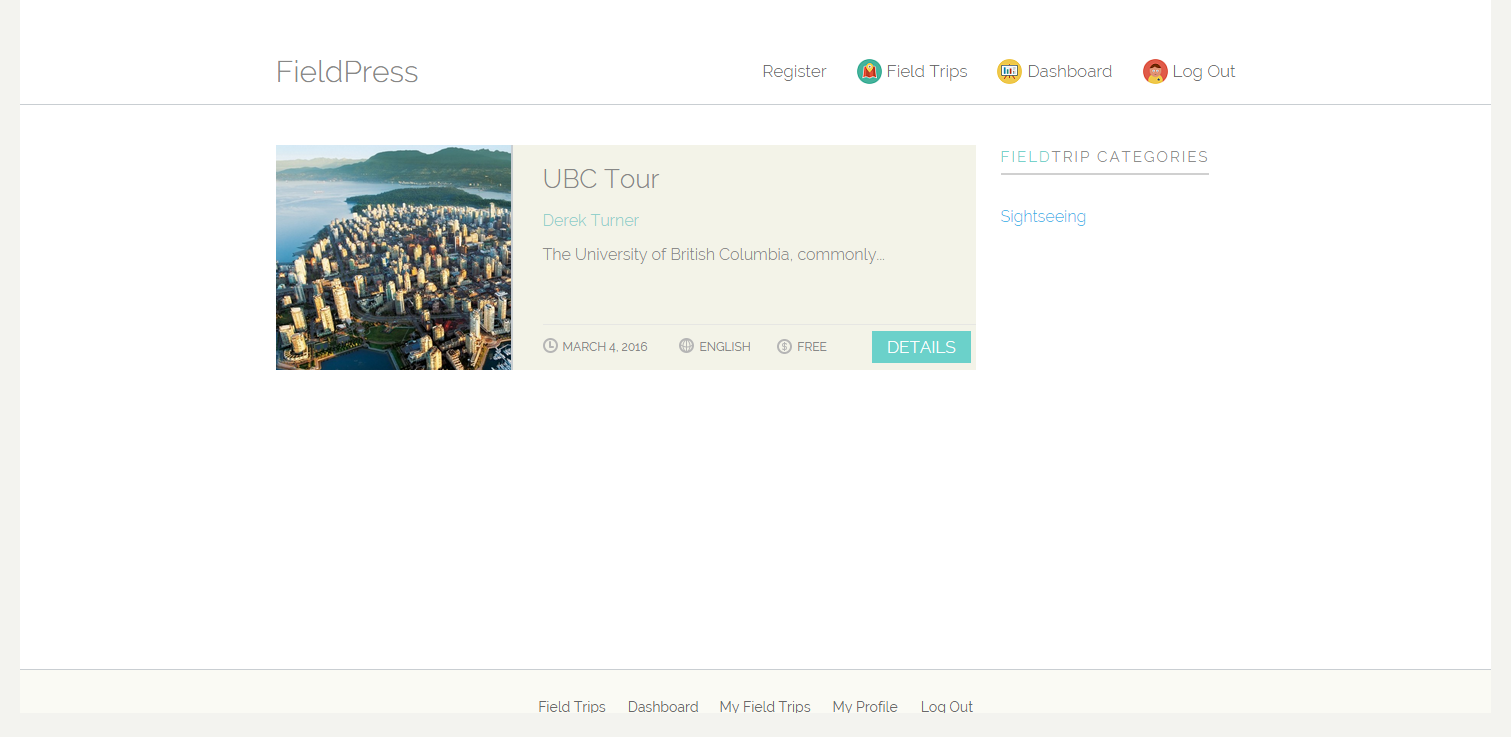 FieldPress
Register Field Trips Dashboard Log Out
UBC Tour
Derek Turner
The University of British Columbia, commonly...
MARCH 4, 2016 ENGLISH FREE DETAILS
FIELDTRIP CATEGORIES
Sightseeing
Field Trips Dashboard My Field Trips My Profile Log Out